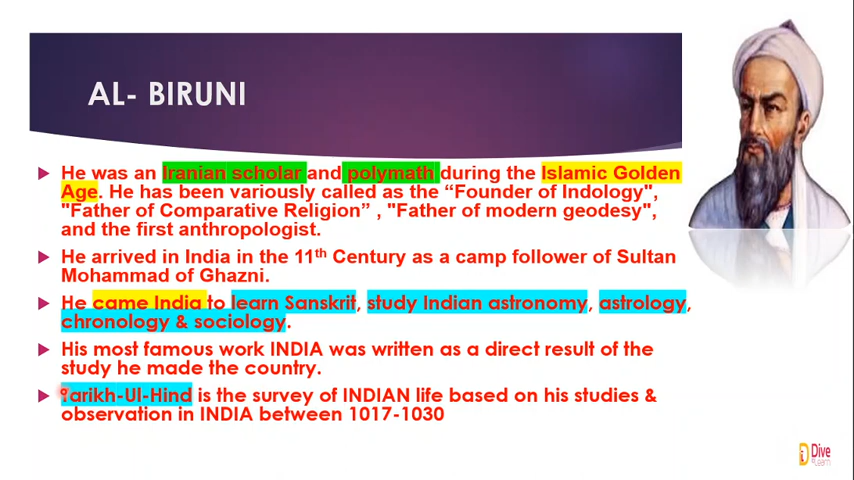 AL- BIRUNI
He was an Iranian scholar and polymath during the Islamic Golden
Age. He has been variously called as the “Founder of Indology",
"Father of Comparative Religion” , "Father of modern geodesy",
and the first anthropologist.
He arrived in India in the 11th Century as a camp follower of Sultan
Mohammad of Ghazni.
He came India to learn Sanskrit, study Indian astronomy, astrology,
chronology & sociology.
His most famous work INDIA was written as a direct result of the
study he made the country.
Tarikh-Ul-Hind is the survey of INDIAN life based on his studies &
observation in INDIA between 1017-1030
Dive
Learn